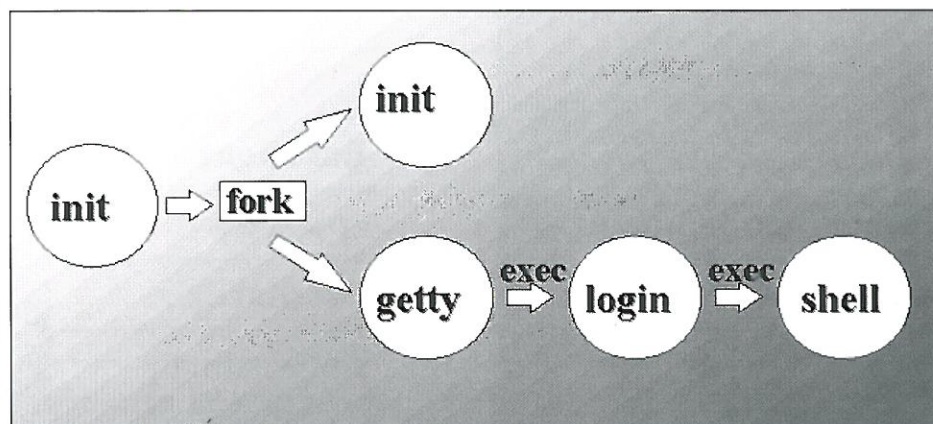 init
init
fork
getty
exec
login
exec
shell